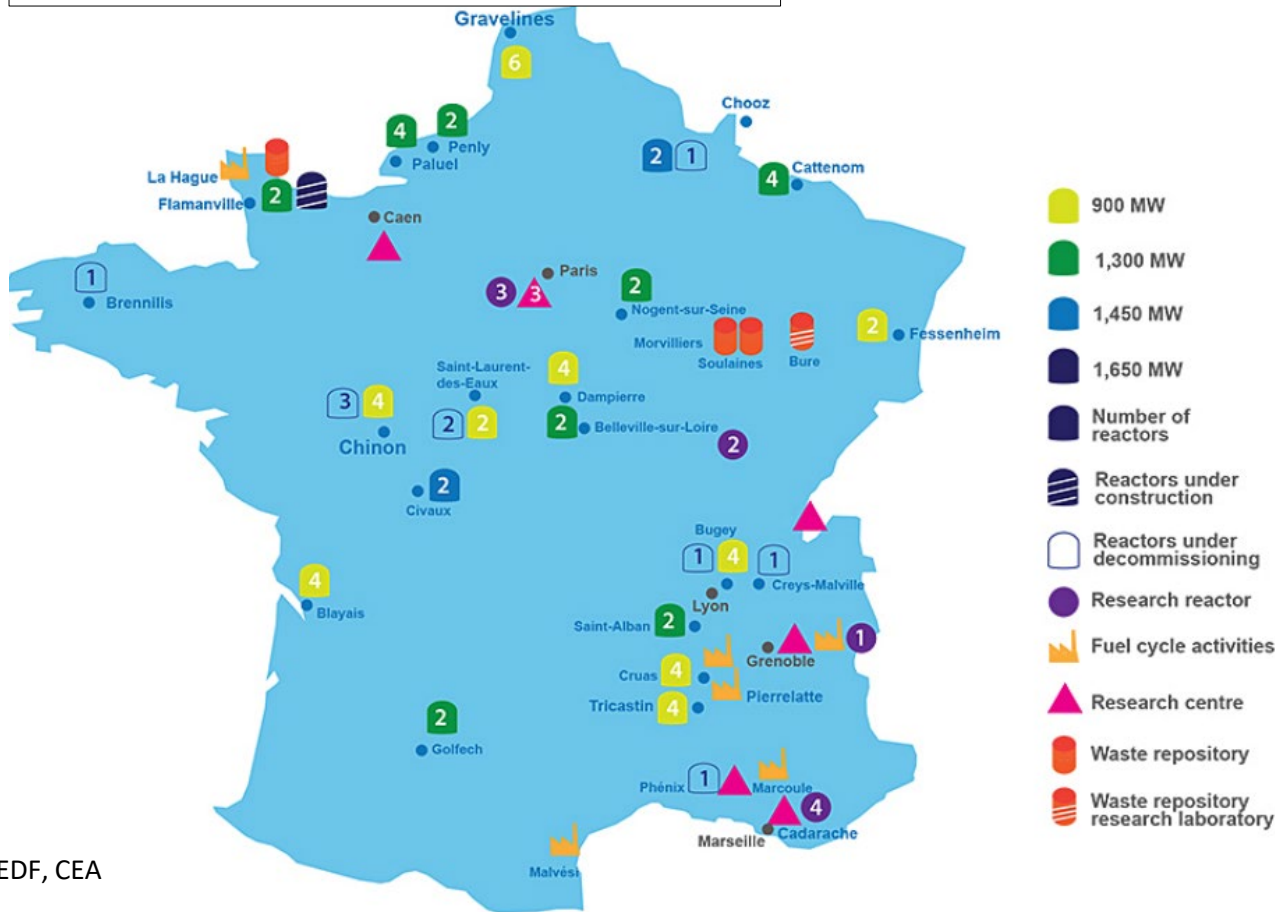 Gravelines
6
Chooz
2
1
4
2
Penly
Paluel
4
Cattenom
La Hague
Flamanville
2
Caen
1
Brennilis
Paris
3
3
2
Nogent-sur-Seine
Morvilliers
Soulaines
Bure
2
Fessenheim
Saint-Laurent-
des-Eaux
4
Dampierre
3
4
Chinon
2
2
2
Belleville-sur-Loire
2
2
Civaux
Bugey
1
4
1
Creys-Malville
Lyon
4
Blayais
Saint-Alban
2
Grenoble
1
Cruas
4
Pierrelatte
Tricastin
4
2
Golfech
Phénix
1
Marcoule
4
Marseille
Cadarache
Malvési
900 MW
1,300 MW
1,450 MW
1,650 MW
Number of
reactors
Reactors under
construction
Reactors under
decommissioning
Research reactor
Fuel cycle activities
Research centre
Waste repository
Waste repository
research laboratory
EDF, CEA